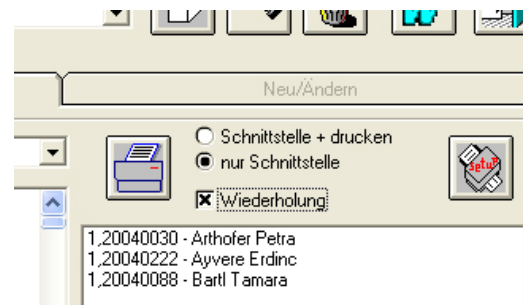 Neu/Ändern
Schnittstelle + drucken
nur Schnittstelle
Setup
Wiederholung
1,20040030 - Arthofer Petra
1,20040222 - Ayvere Erdinc
1,20040088 - Bartl Tamara